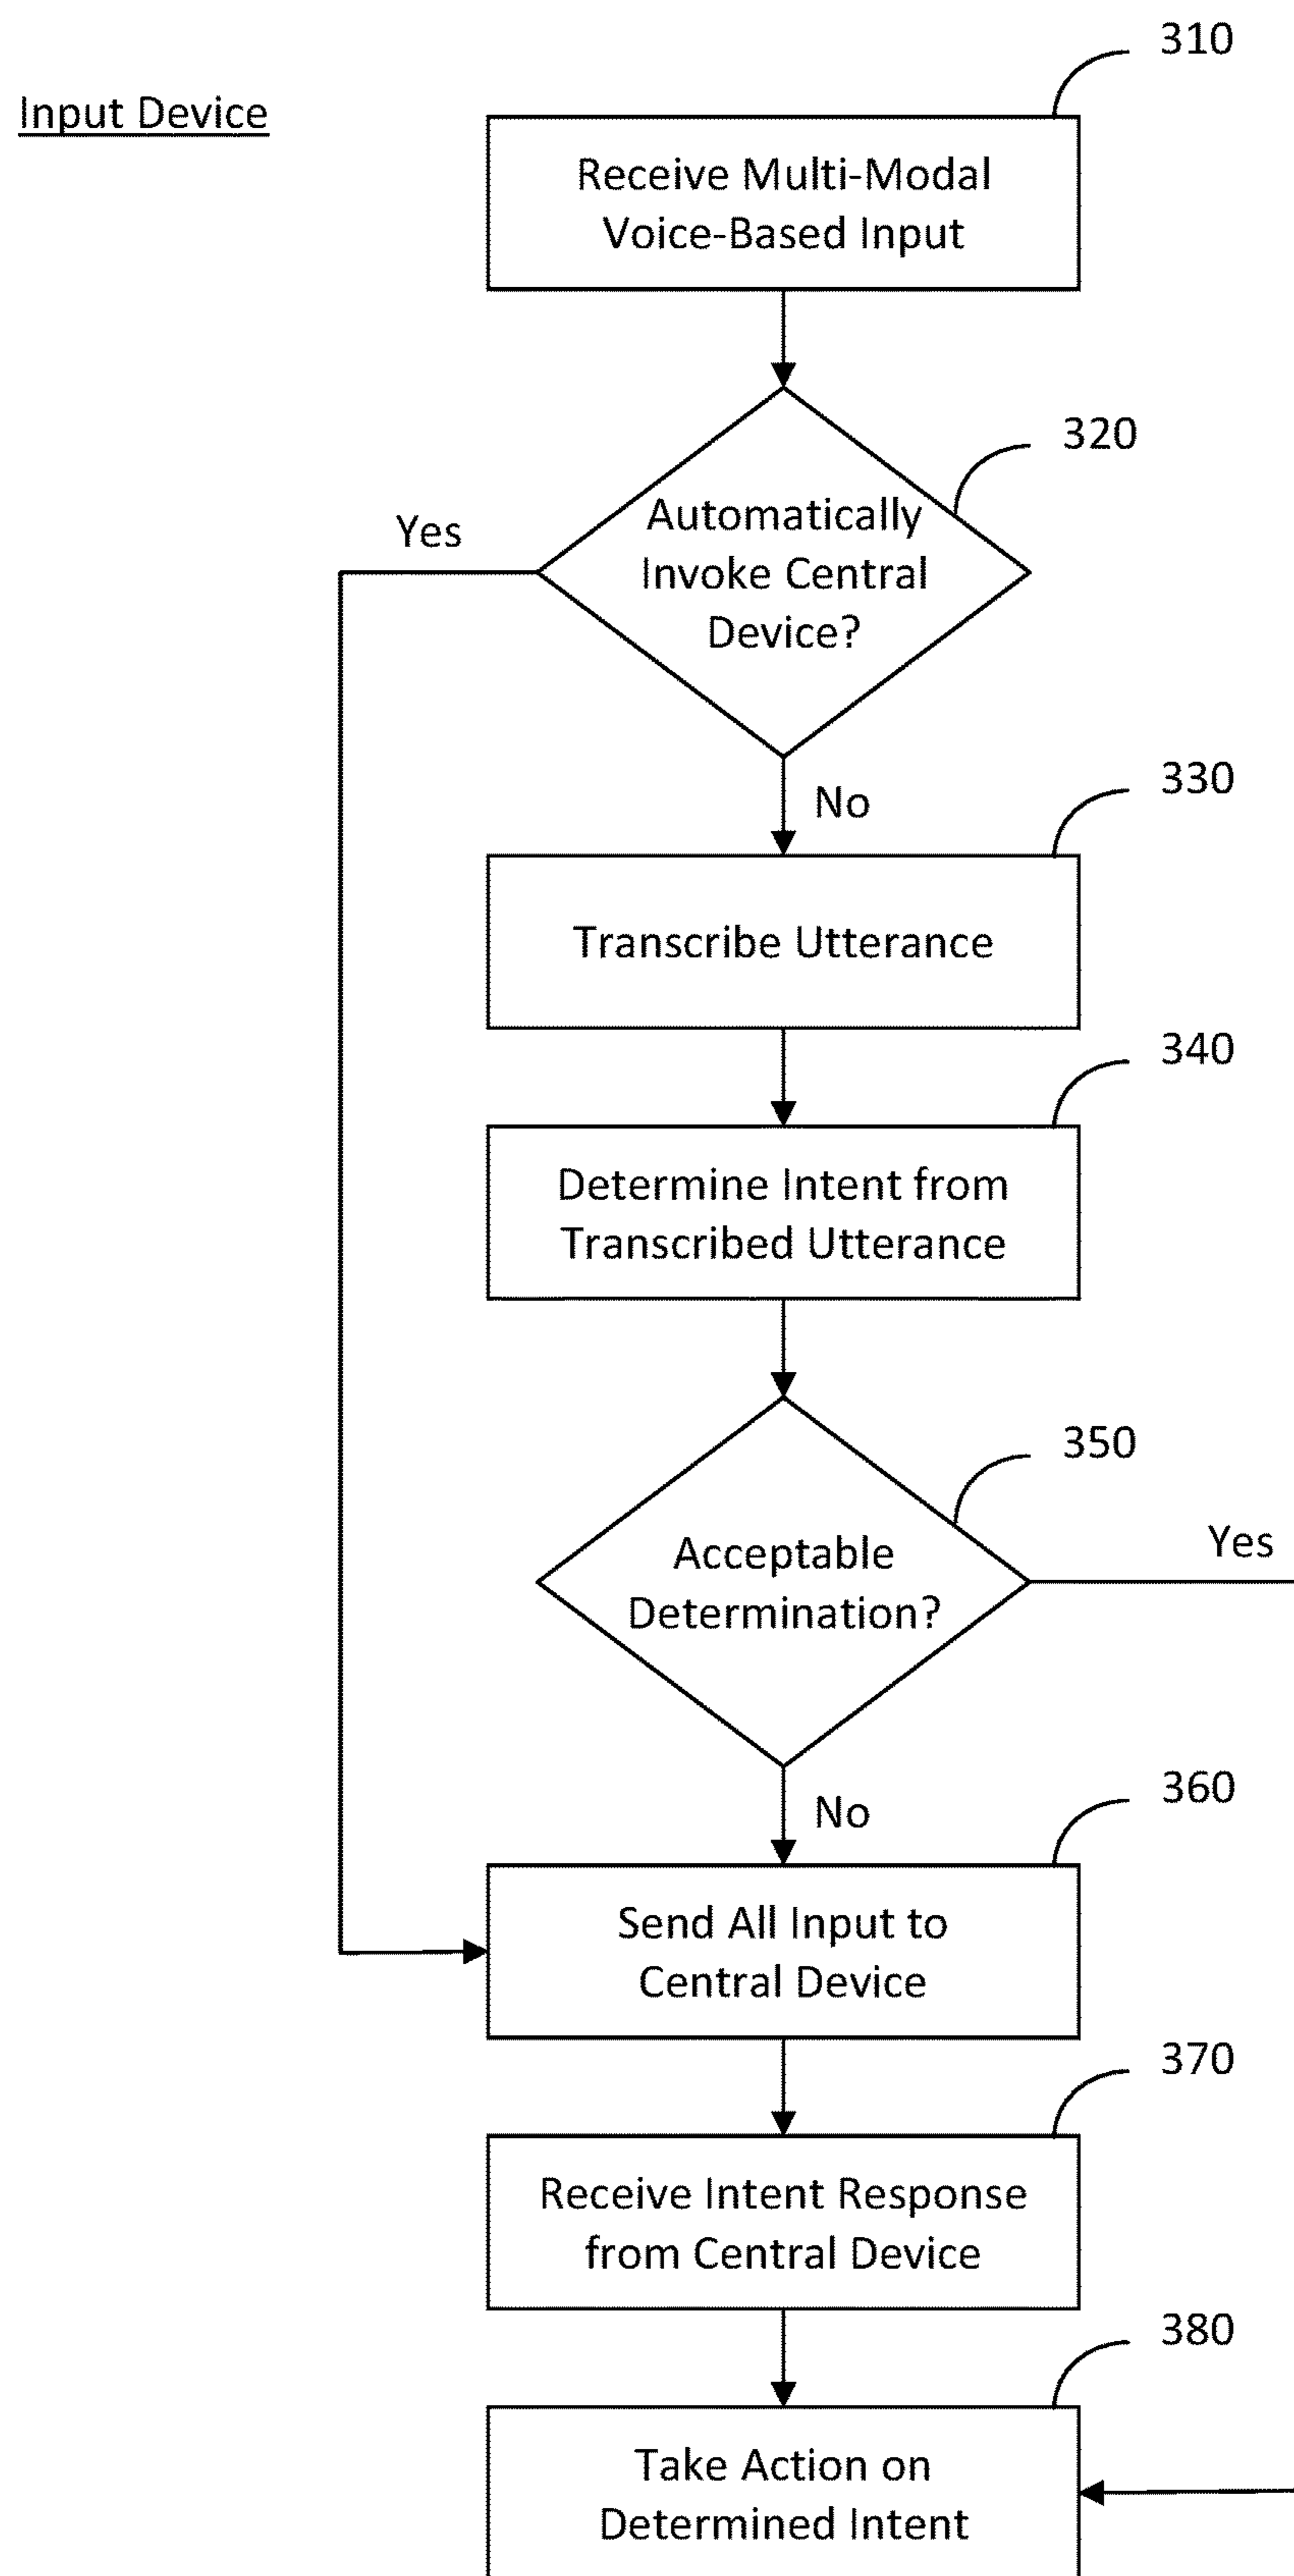 310
Input Device
Receive Multi-Modal
Voice-Based Input
320
Yes
Automatically
Invoke Central
Device?
No
330
Transcribe Utterance
340
Determine Intent from
Transcribed Utterance
350
Yes
Acceptable
Determination?
No
360
Send All Input to
Central Device
370
Receive Intent Response
from Central Device
380
Take Action on
Determined Intent